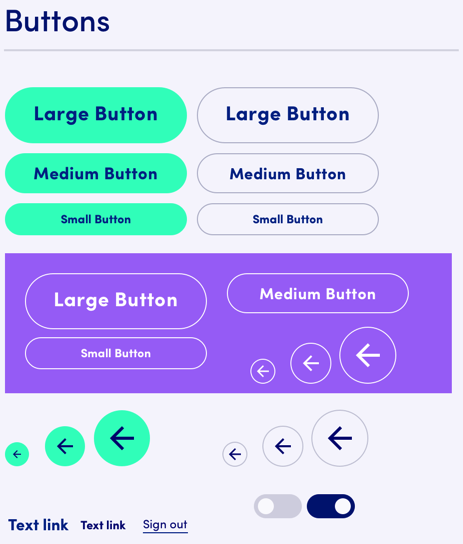 Buttons
Large Button Large Button
Medium Button Medium Button
Small Button Small Button
Large Button Medium Button
Small Button
Text link Text link Sign out